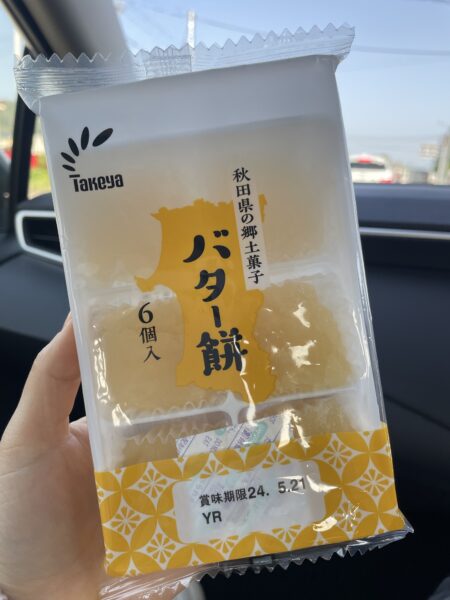 Takeya
秋田県の郷土菓子
バター餅
6個入
賞味期限24. 5.21
YR